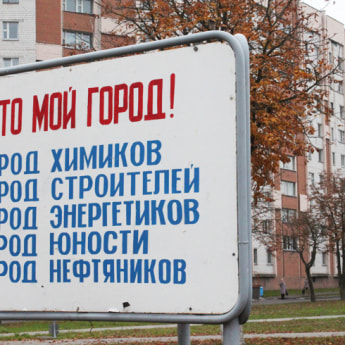 ТО МОЙ ГОРОД!
РОД ХИМИКОВ
РОД СТРОИТЕЛЕЙ
РОД ЭНЕРГЕТИКОВ
РОД ЮНОСТИ
РОД НЕФТЯНИКОВ